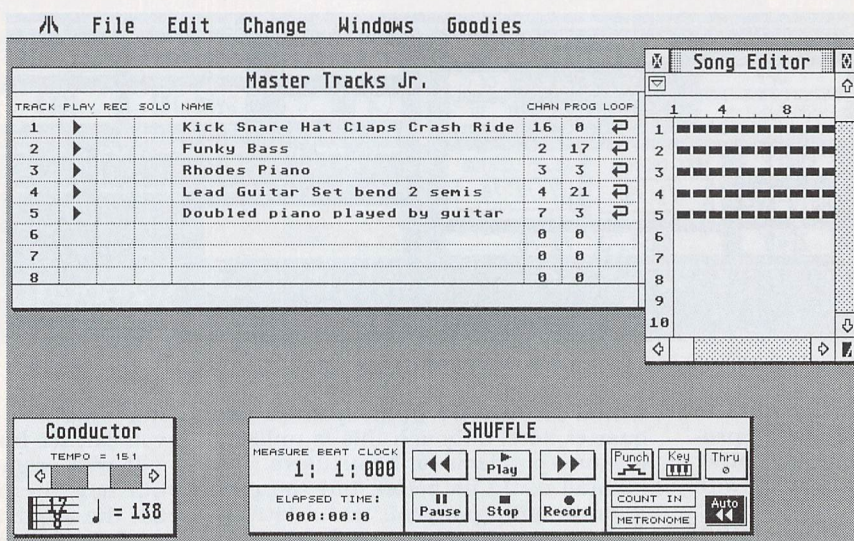 File Edit Change Windows Goodies
Master Tracks Jr.
TRACK PLAY REC SOLO NAME CHAN PROG LOOP
1 Kick Snare Hat Claps Crash Ride 16 0
2 Funky Bass 2 17
3 Rhodes Piano 3 3
4 Lead Guitar Set bend 2 semis 4 21
5 Doubled piano played by guitar 7 3
6 0 0
7 0 0
8 0 0
Song Editor
1 4 8
1
2
3
4
5
6
7
8
9
10
Conductor
TEMPO = 151
12
8
= 138
SHUFFLE
MEASURE BEAT CLOCK
1: 1:000
ELAPSED TIME:
000:00:0
Play
Pause Stop Record
Punch Key Thru
COUNT IN
METRONOME
Auto